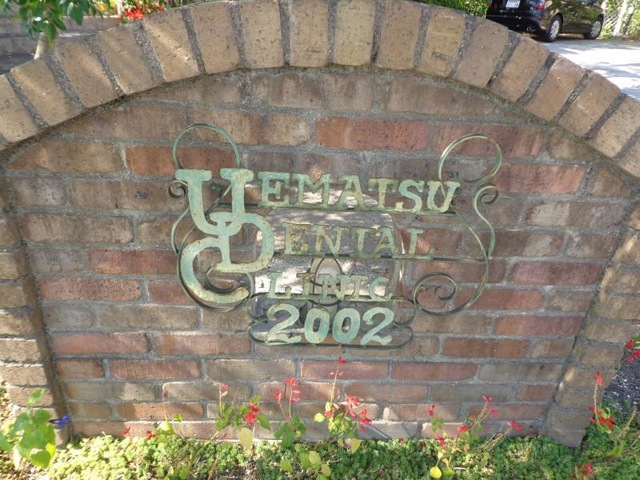 UEMATSU
DENTAL
CLINIC
2002